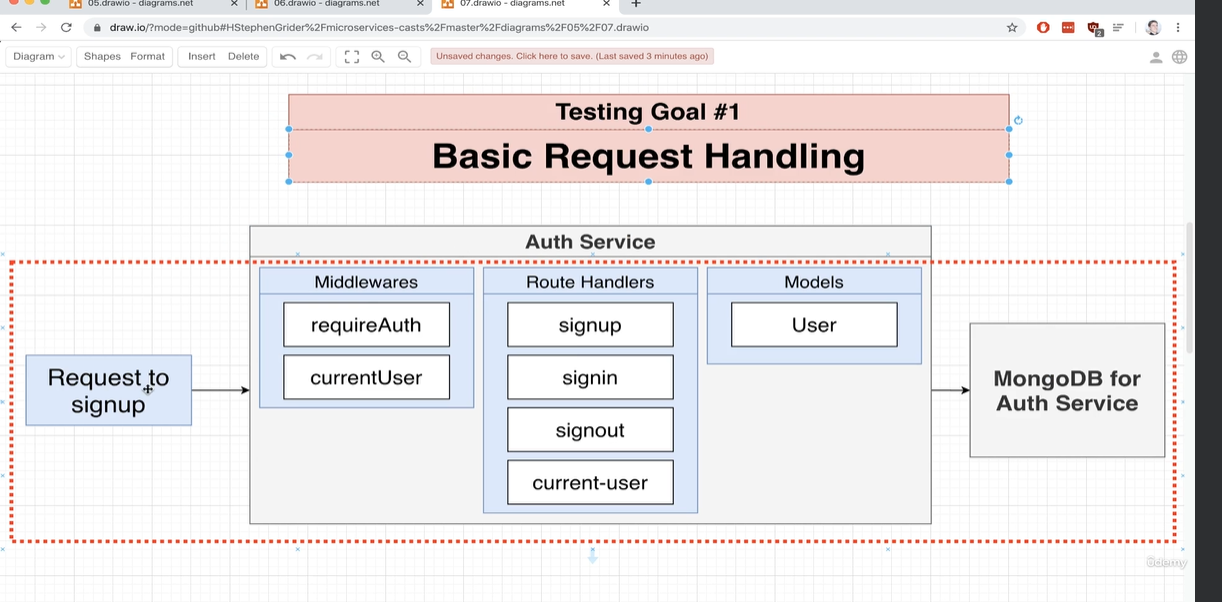 05.drawio - diagrams.net
06.drawio - diagrams.net
07.drawio - diagrams.net
draw.io/?mode=github#HStephenGrider%2Fmicroservices-casts%2Fmaster%2Fdiagrams%2F05%2F07.drawio
2
Diagram
Shapes
Format
Insert
Delete
Unsaved changes. Click here to save. (Last saved 3 minutes ago)
Testing Goal #1
Basic Request Handling
Auth Service
Middlewares
requireAuth
currentUser
Route Handlers
signup
signin
signout
current-user
Models
User
Request to
signup
MongoDB for
Auth Service
ûdemy